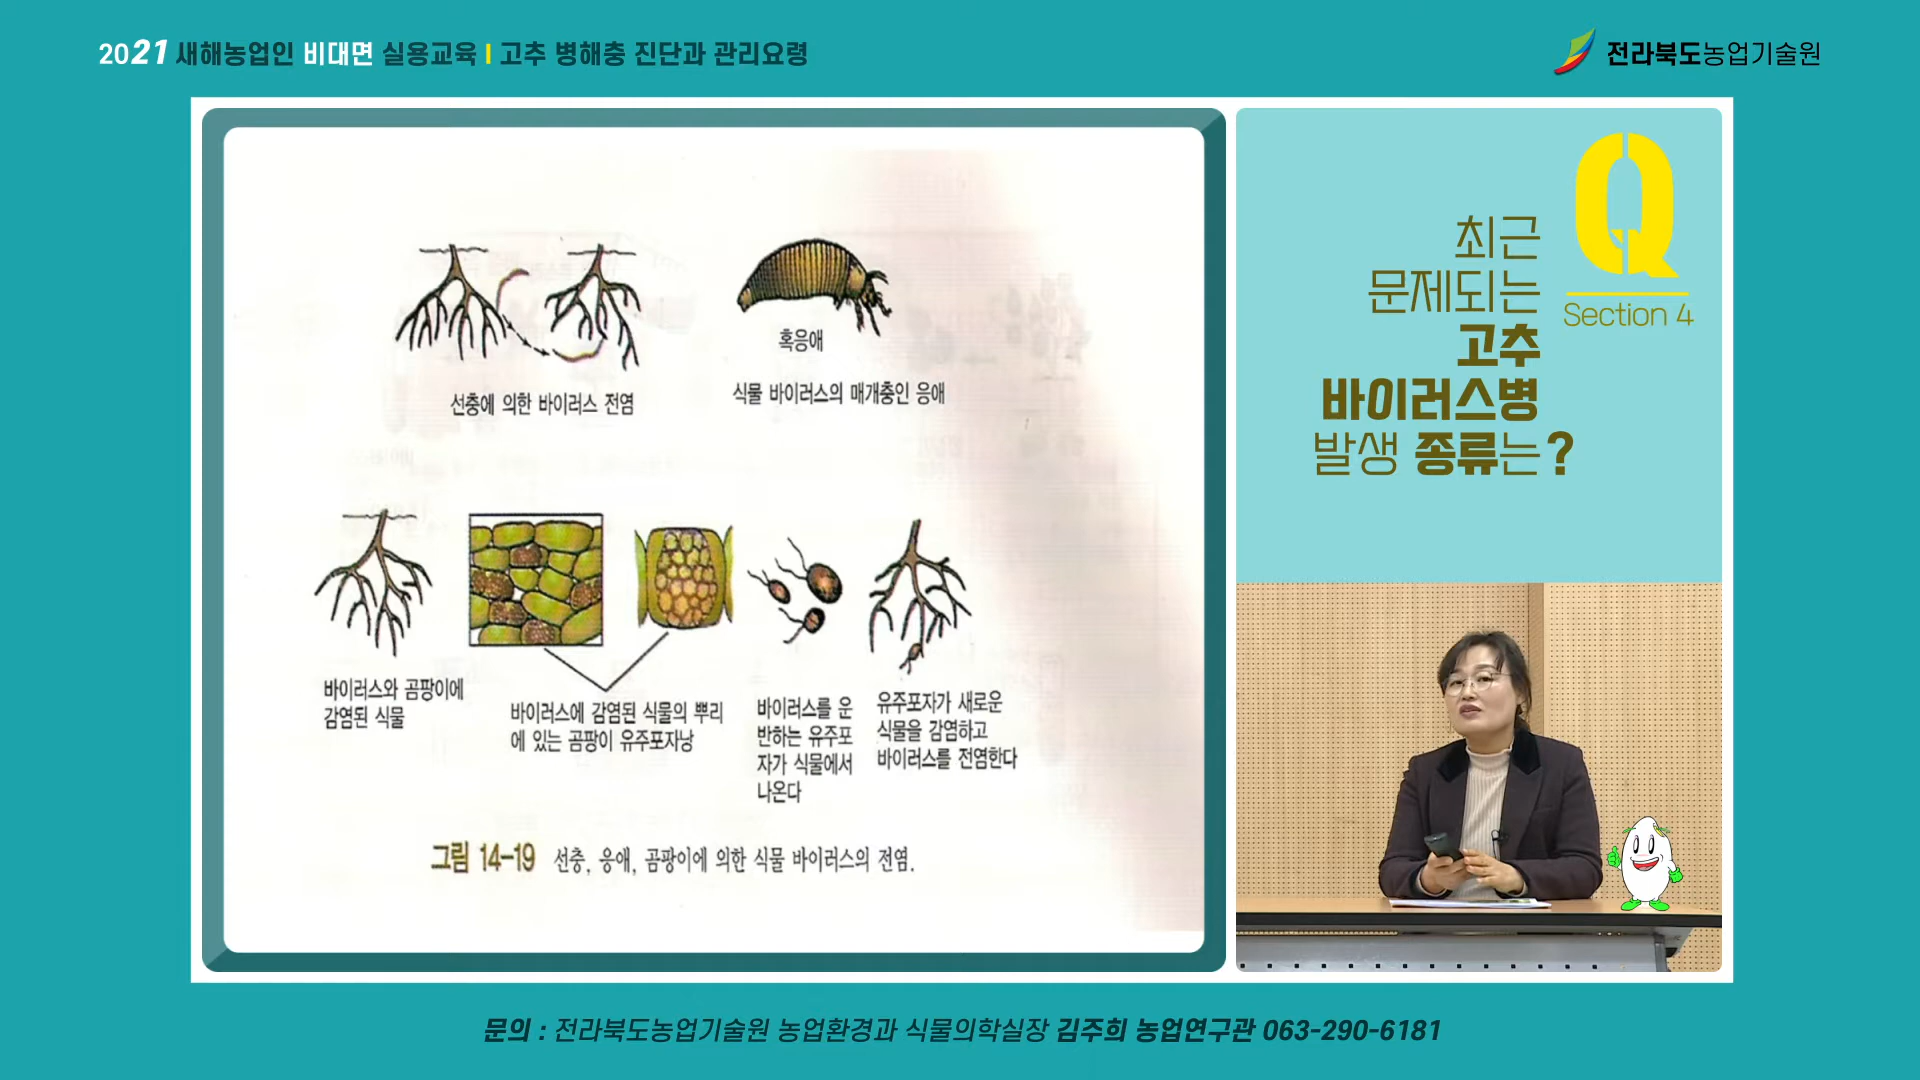 2021 새해농업인 비대면 실용교육 I 고추 병해충 진단과 관리요령
전라북도농업기술원
혹응애
선충에 의한 바이러스 전염
식물 바이러스의 매개충인 응애
바이러스와 곰팡이에
감염된 식물
바이러스에 감염된 식물의 뿌리
에 있는 곰팡이 유주포자낭
바이러스를 운
반하는 유주포
자가 식물에서
나온다
유주포자가 새로운
식물을 감염하고
바이러스를 전염한다
그림 14-19 선충, 응애, 곰팡이에 의한 식물 바이러스의 전염.
Q
Section 4
최근
문제되는
고추
바이러스병
발생 종류는?
문의 : 전라북도농업기술원 농업환경과 식물의학실장 김주희 농업연구관 063-290-6181